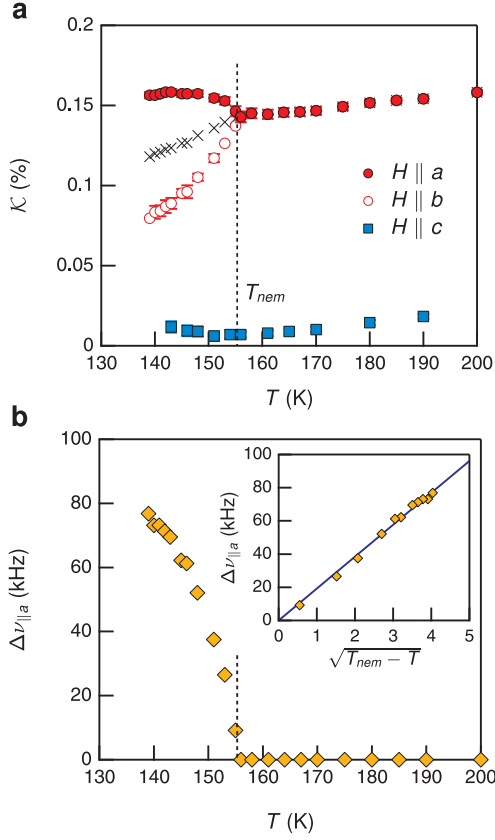 a
0.2
0.15
0.1
0.05
0
K (%)
H || a
H || b
H || c
T_nem
130 140 150 160 170 180 190 200
T (K)
b
100
80
60
40
20
0
Δν||a (kHz)
100
80
60
40
20
0
Δν||a (kHz)
0 1 2 3 4 5
√T_nem − T
130 140 150 160 170 180 190 200
T (K)